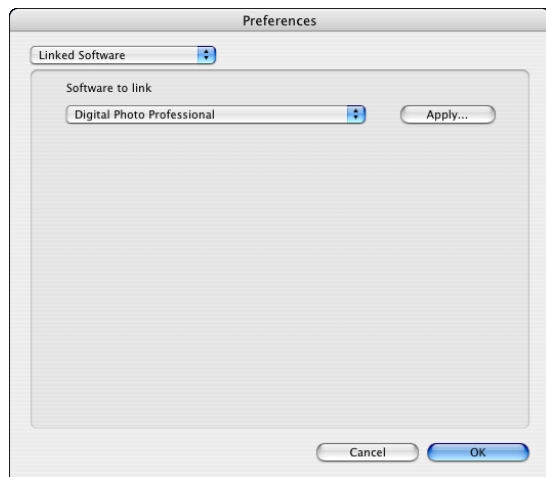 Preferences
Linked Software
Software to link
Digital Photo Professional
Apply...
Cancel
OK